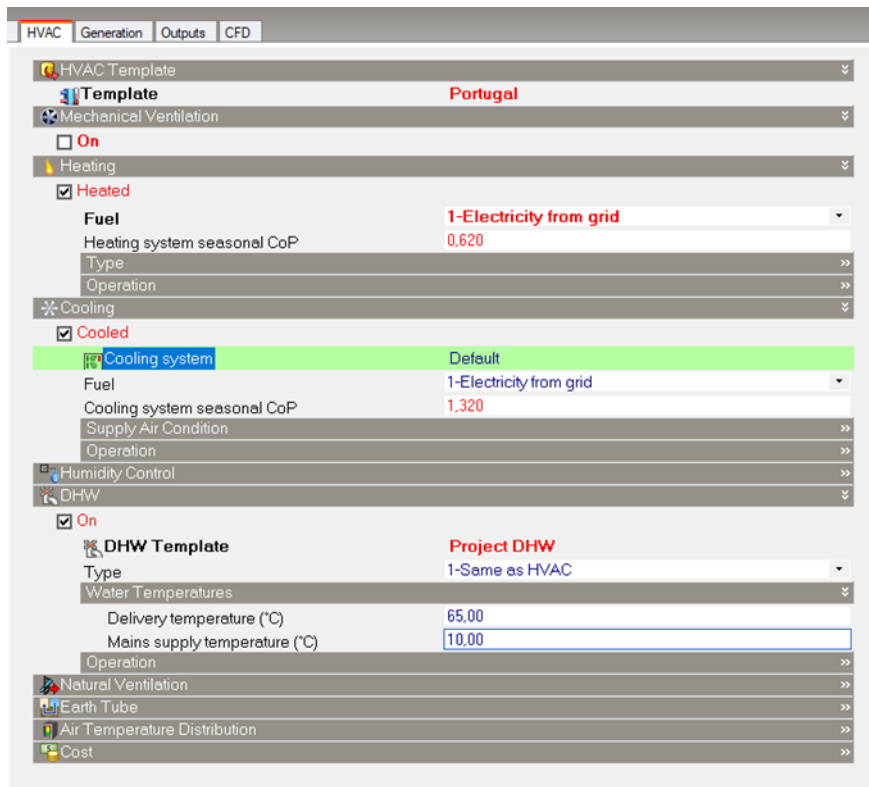 HVAC Generation Outputs CFD
HVAC Template
Template Portugal
Mechanical Ventilation
On
Heating
Heated
Fuel 1-Electricity from grid
Heating system seasonal CoP 0,620
Type
Operation
Cooling
Cooled
Cooling system Default
Fuel 1-Electricity from grid
Cooling system seasonal CoP 1,320
Supply Air Condition
Operation
Humidity Control
DHW
On
DHW Template Project DHW
Type 1-Same as HVAC
Water Temperatures
Delivery temperature (°C) 65,00
Mains supply temperature (°C) 10,00
Operation
Natural Ventilation
Earth Tube
Air Temperature Distribution
Cost